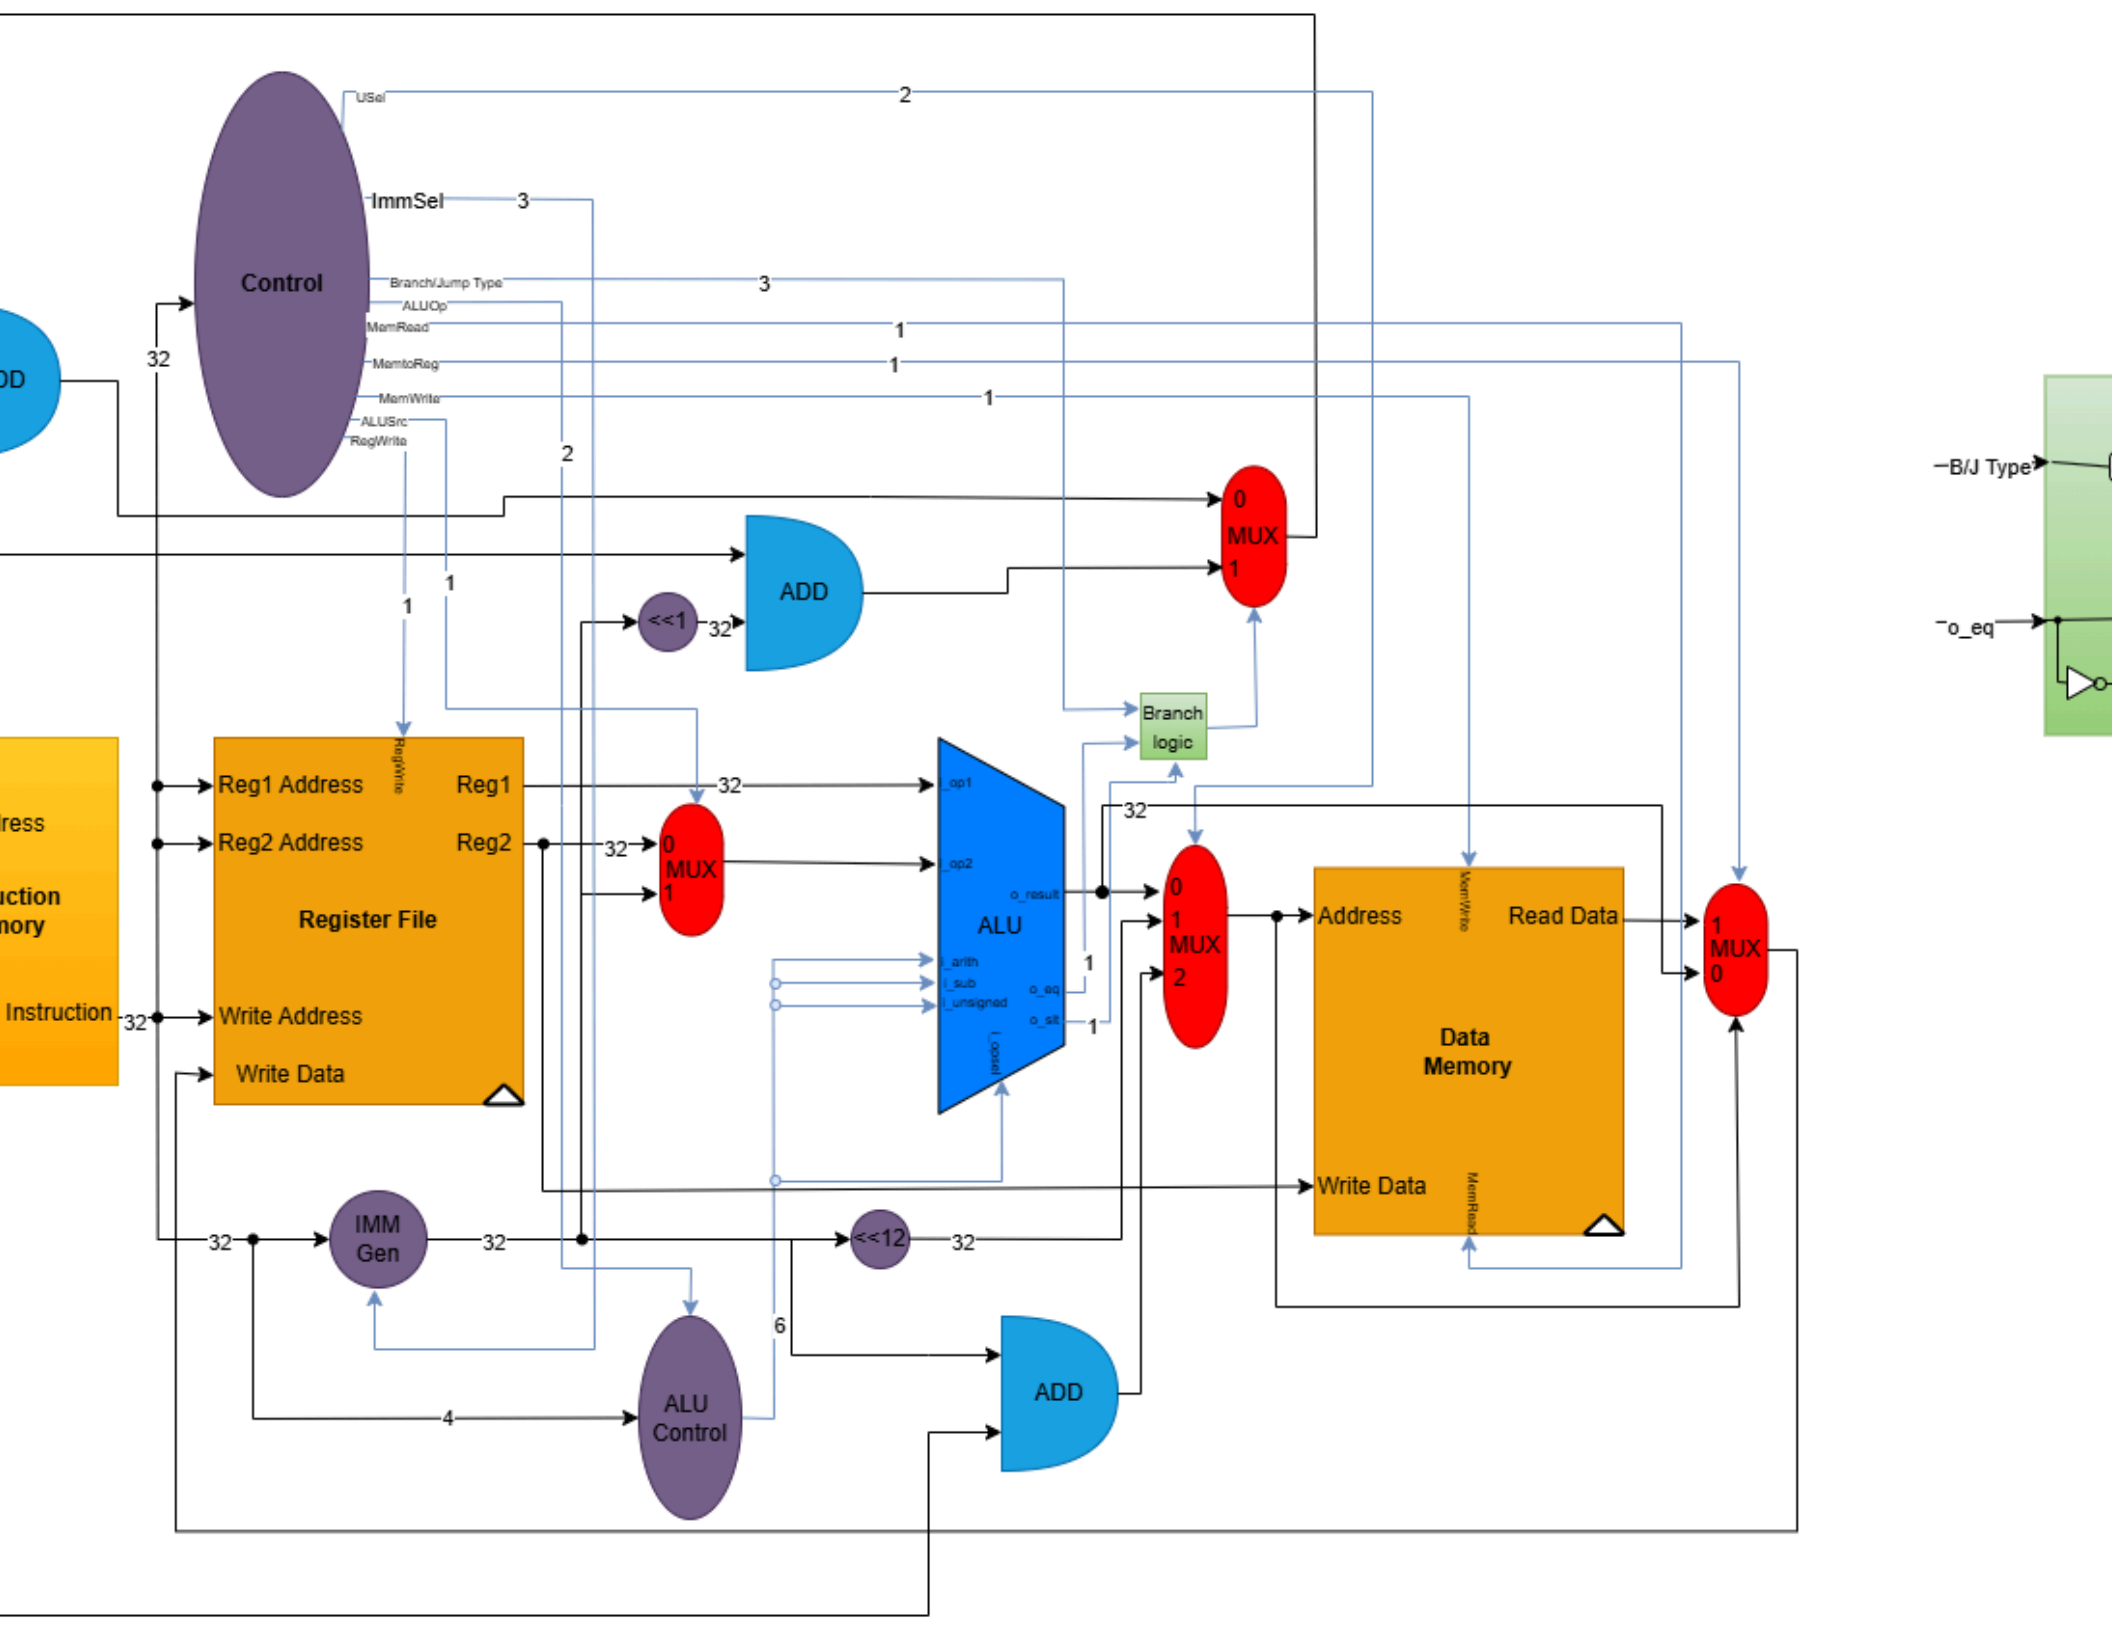 USel
2
ImmSel
3
Control
Branch/Jump Type
3
ALUOp
MemRead
1
MemtoReg
1
MemWrite
1
ALUSrc
RegWrite
32
DD
2
B/J Type
0
MUX
1
1
1
ADD
<<1
32
o_eq
Branch
logic
RegWrite
Reg1 Address
Reg1
32
i_op1
32
ress
Reg2 Address
Reg2
32
0
MUX
1
i_op2
o_result
0
1
MUX
2
uction
nory
Register File
ALU
MemWrite
Address
Read Data
1
MUX
0
i_arith
i_sub
i_unsigned
1
o_eq
o_slt
1
i_opsel
Instruction
32
Write Address
Data
Memory
Write Data
Write Data
MemRead
32
IMM
Gen
32
<<12
32
6
4
ALU
Control
ADD